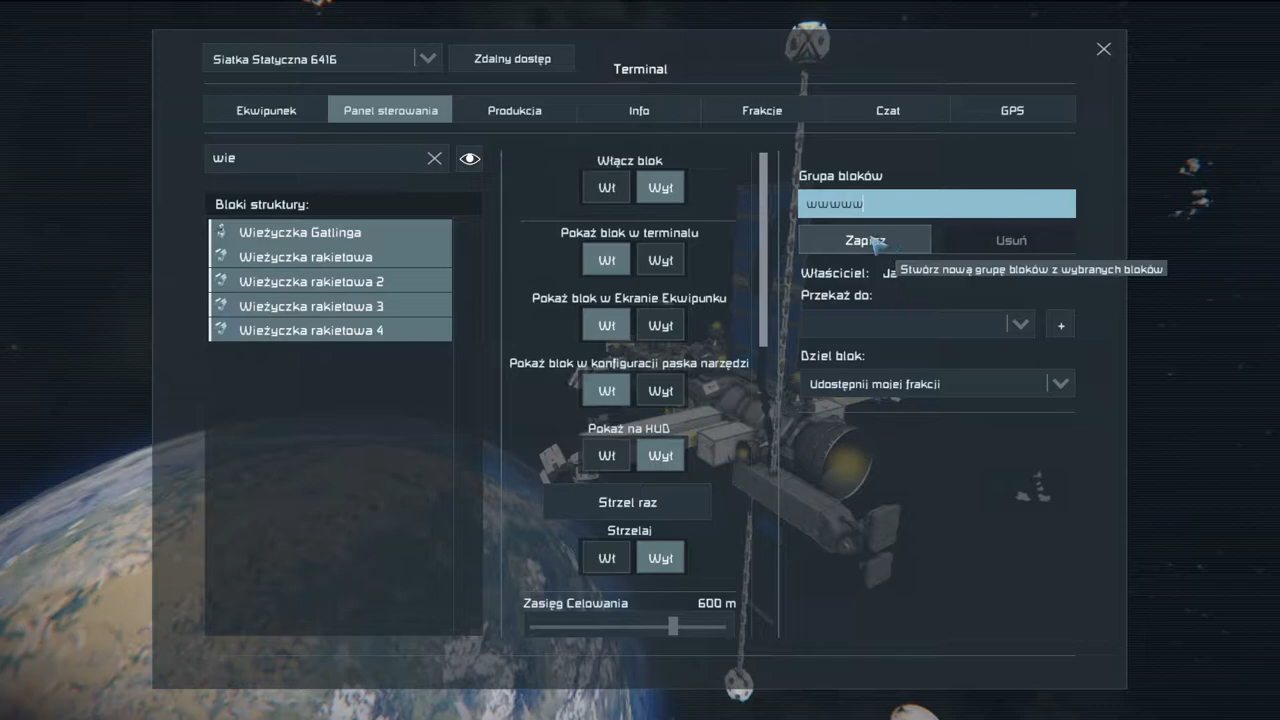 Siatka Statyczna 6416
Zdalny dostęp
Terminal
Ekwipunek
Panel sterowania
Produkcja
Info
Frakcje
Czat
GPS
wie
Bloki struktury:
Wieżyczka Gatlinga
Wieżyczka rakietowa
Wieżyczka rakietowa 2
Wieżyczka rakietowa 3
Wieżyczka rakietowa 4
Włącz blok
Wł Wył
Pokaż blok w terminalu
Wł Wył
Pokaż blok w Ekranie Ekwipunku
Wł Wył
Pokaż blok w konfiguracji paska narzędzi
Wł Wył
Pokaż na HUD
Wł Wył
Strzel raz
Strzelaj
Wł Wył
Zasięg Celowania 600 m
Grupa bloków
wwwww
Zapisz
Usuń
Stwórz nową grupę bloków z wybranych bloków
Właściciel: Ja
Przekaż do:
+
Dziel blok:
Udostępnij mojej frakcji